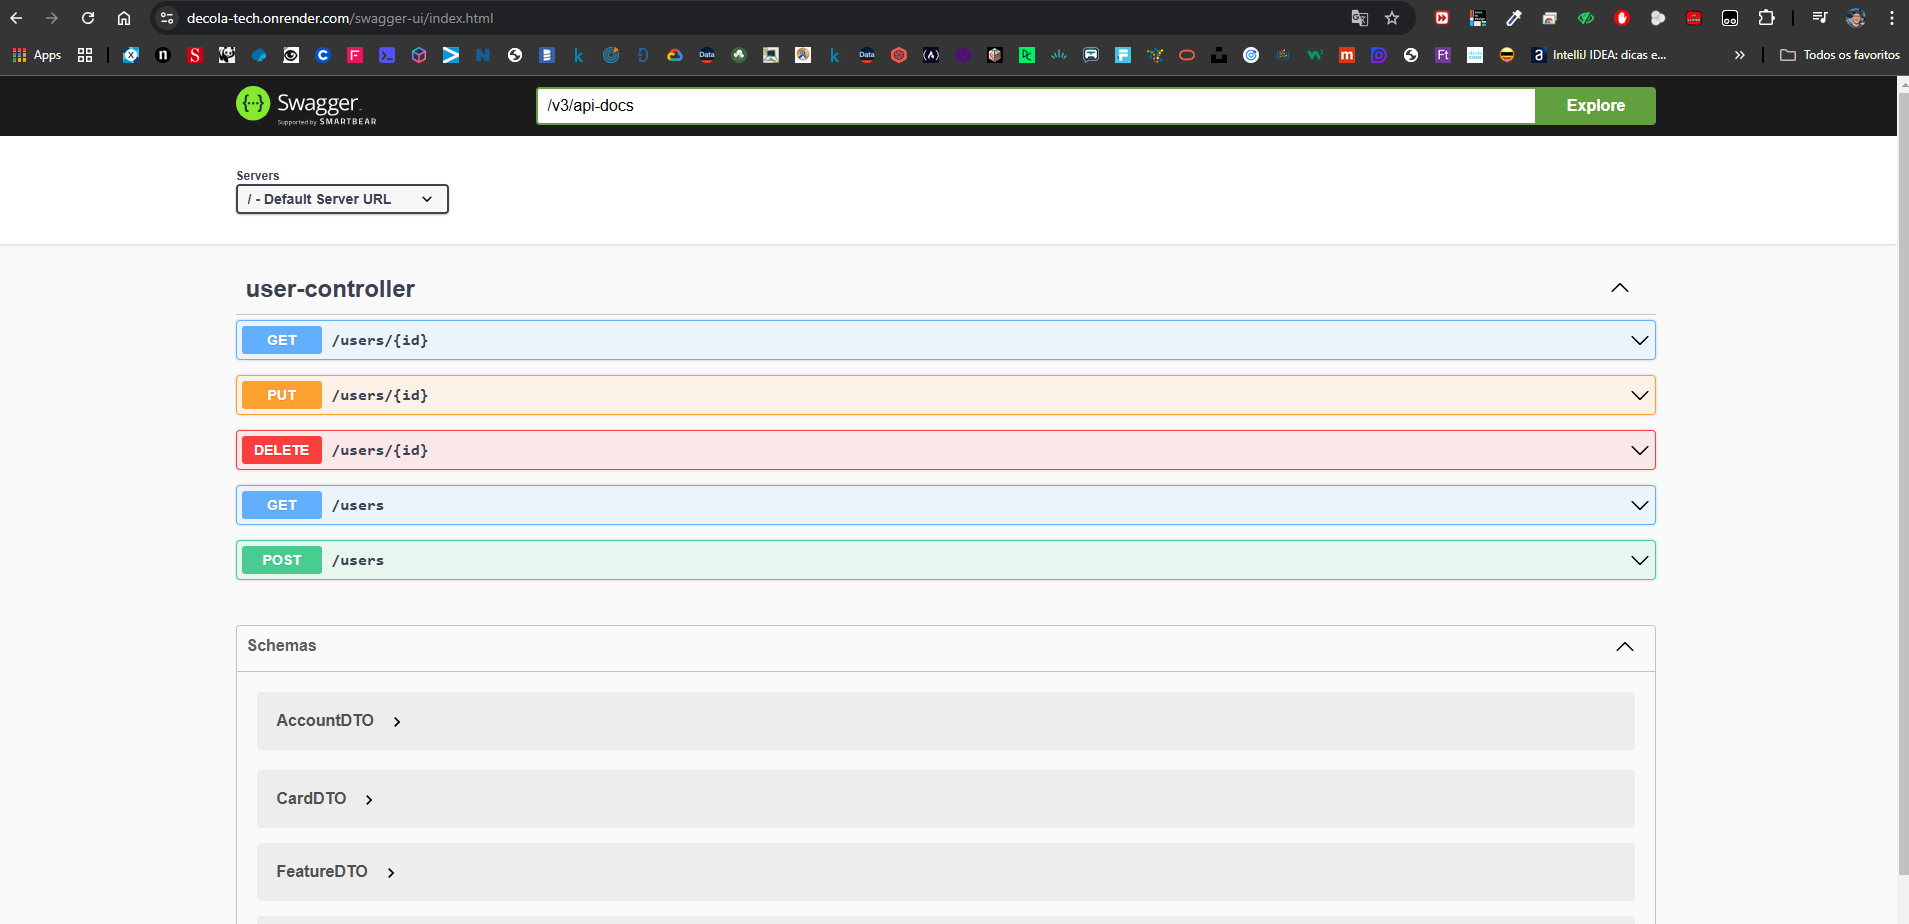 decola-tech.onrender.com/swagger-ui/index.html
Apps
IntelliJ IDEA: dicas e...
Todos os favoritos
Swagger.
Supported by SMARTBEAR
/v3/api-docs
Explore
Servers
/ - Default Server URL
user-controller
GET /users/{id}
PUT /users/{id}
DELETE /users/{id}
GET /users
POST /users
Schemas
AccountDTO
CardDTO
FeatureDTO